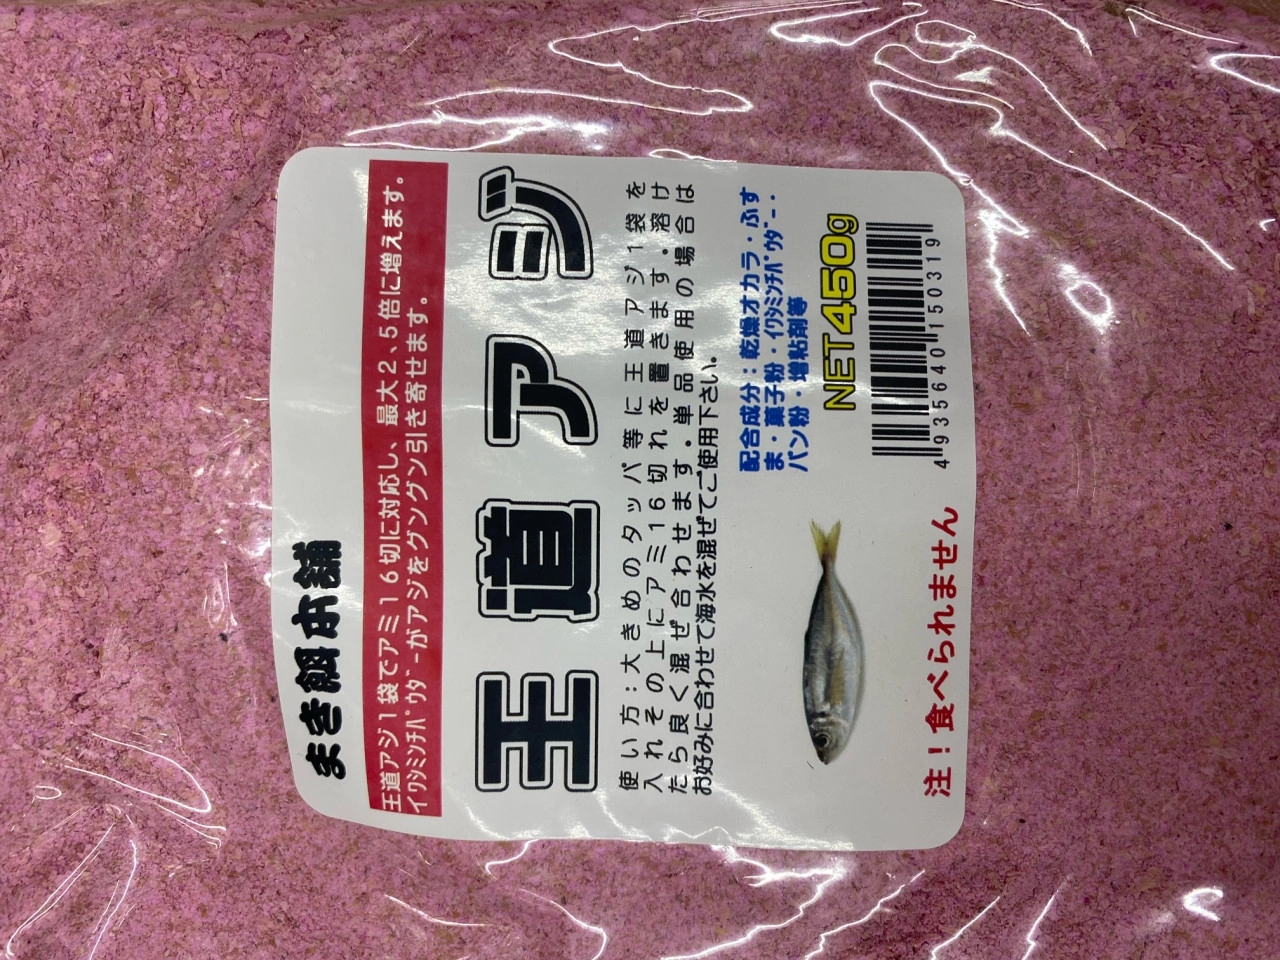 まき餌本舗
王道アジ1袋でアミ16切に対応し、最大2、5倍に増えます。
ｲﾜｼﾐﾝﾁﾊﾟｳﾀﾞｰがアジをグングン引き寄せます。
王道アジ
使い方：大きめのタッパ等に王道アジ1袋を
入れその上にアミ16切れを置きます。溶け
たら良く混ぜ合わせます。単品使用の場合は
お好みに合わせて海水を混ぜてご使用下さい。
配合成分：乾燥オカラ・ふす
ま・菓子粉・ｲﾜｼﾐﾝﾁﾊﾟｳﾀﾞｰ・
パン粉・増粘剤等
NET450g
4935640150319
注！食べられません